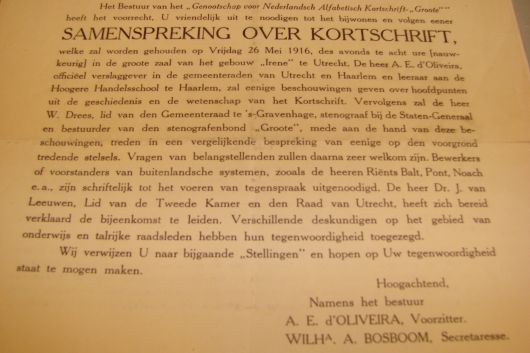 Het Bestuur van het „Genootschap voor Nederlandsch Alfabetisch Kortschrift-„Groote""
heeft het voorrecht, U vriendelijk uit te noodigen tot het bijwonen en volgen eener
SAMENSPREKING OVER KORTSCHRIFT,
welke zal worden gehouden op Vrijdag 26 Mei 1916, des avonds te acht ure [nauw-
keurig] in de groote zaal van het gebouw „Irene" te Utrecht. De heer A. E. d'Oliveira,
officieel verslaggever in de gemeenteraden van Utrecht en Haarlem en leeraar aan de
Hoogere Handelsschool te Haarlem, zal eenige beschouwingen geven over hoofdpunten
uit de geschiedenis en de wetenschap van het Kortschrift. Vervolgens zal de heer
W. Drees, lid van den Gemeenteraad te 's-Gravenhage, stenograaf bij de Staten-Generaal
en bestuurder van den stenografenbond „Groote", mede aan de hand van deze be-
schouwingen, treden in een vergelijkende bespreking van eenige op den voorgrond
tredende stelsels. Vragen van belangstellenden zullen daarna zeer welkom zijn. Bewerkers
of voorstanders van buitenlandsche systemen, zooals de heeren Riënts Balt, Pont, Noach
e.a., zijn schriftelijk tot het voeren van tegenspraak uitgenoodigd. De heer Dr. J. van
Leeuwen, Lid van de Tweede Kamer en den Raad van Utrecht, heeft zich bereid
verklaard de bijeenkomst te leiden. Verschillende deskundigen op het gebied van
onderwijs en talrijke raadsleden hebben hun tegenwoordigheid toegezegd.
Wij verwijzen U naar bijgaande „Stellingen" en hopen op Uw tegenwoordigheid
staat te mogen maken.
Hoogachtend,
Namens het bestuur
A. E. d'OLIVEIRA, Voorzitter.
WILHA. A. BOSBOOM, Secretaresse.